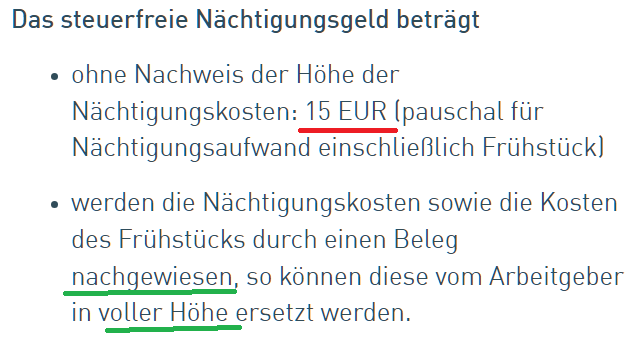 Das steuerfreie Nächtigungsgeld beträgt
• ohne Nachweis der Höhe der
Nächtigungskosten: 15 EUR (pauschal für
Nächtigungsaufwand einschließlich Frühstück)
• werden die Nächtigungskosten sowie die Kosten
des Frühstücks durch einen Beleg
nachgewiesen, so können diese vom Arbeitgeber
in voller Höhe ersetzt werden.